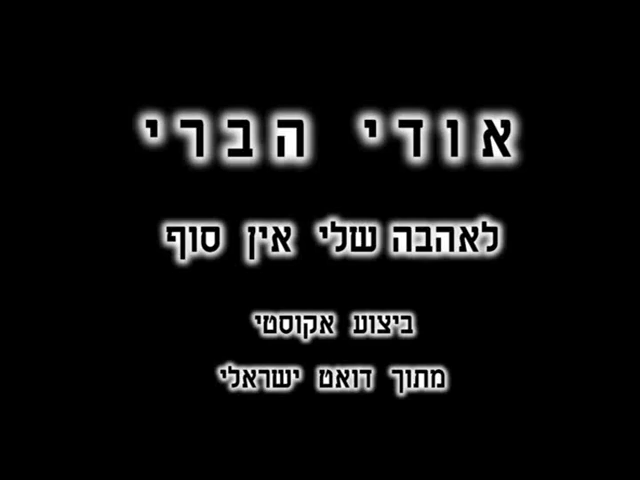 אודי הברי
לאהבה שלי אין סוף
ביצוע אקוסטי
מתוך דואט ישראלי